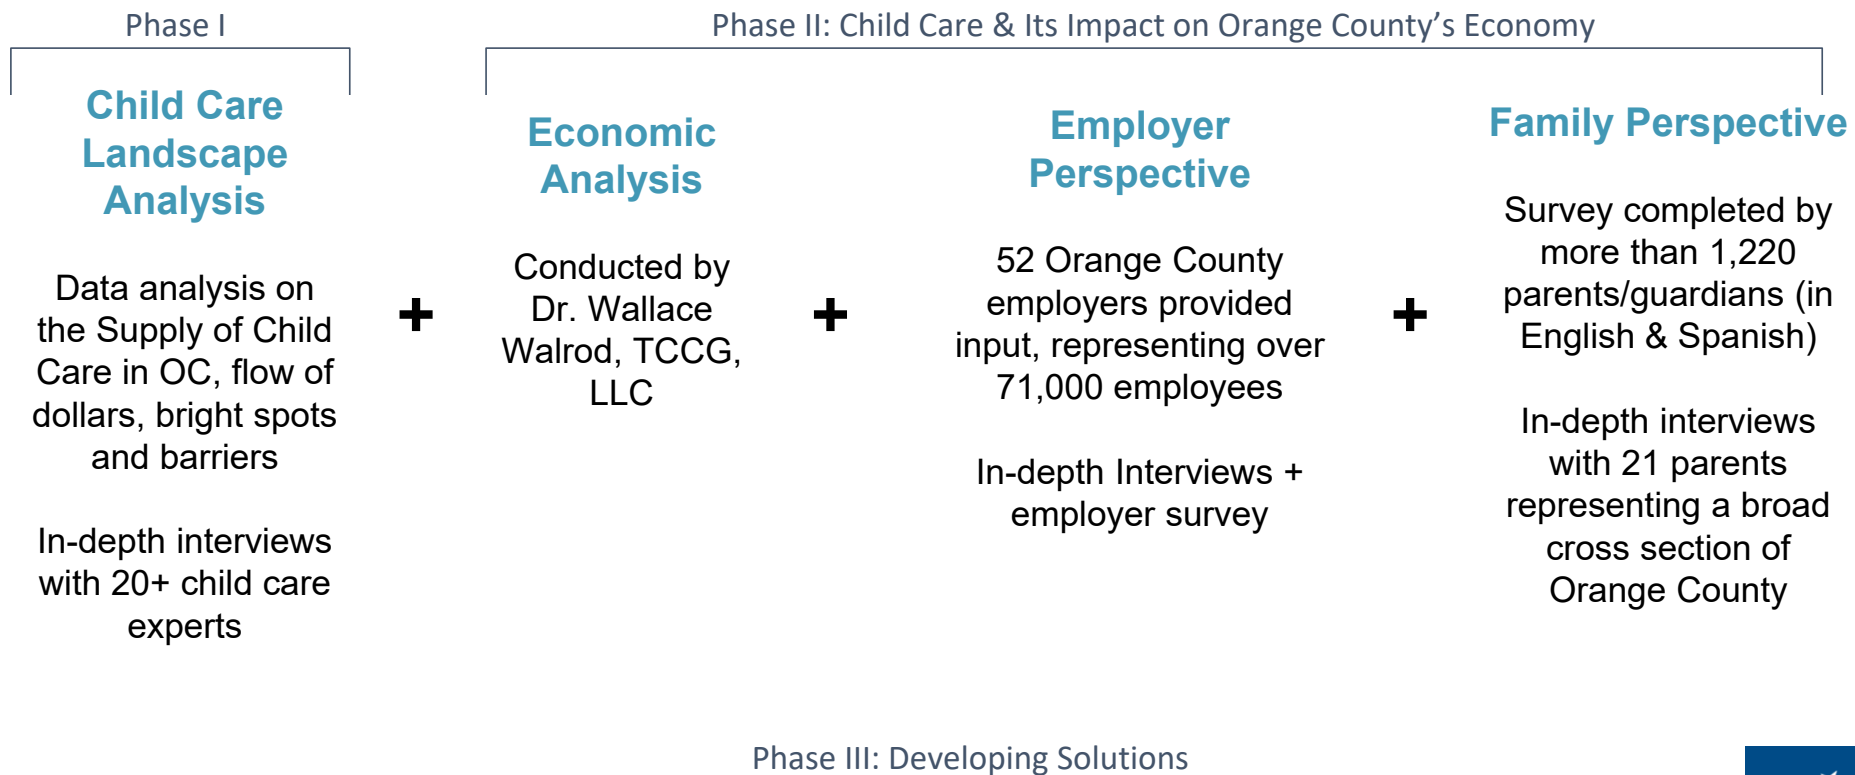 Phase I
Phase II: Child Care & Its Impact on Orange County’s Economy
Child Care
Landscape
Analysis
Data analysis on
the Supply of Child
Care in OC, flow of
dollars, bright spots
and barriers
In-depth interviews
with 20+ child care
experts
+
Economic
Analysis
Conducted by
Dr. Wallace
Walrod, TCCG,
LLC
+
Employer
Perspective
52 Orange County
employers provided
input, representing over
71,000 employees
In-depth Interviews +
employer survey
+
Family Perspective
Survey completed by
more than 1,220
parents/guardians (in
English & Spanish)
In-depth interviews
with 21 parents
representing a broad
cross section of
Orange County
Phase III: Developing Solutions